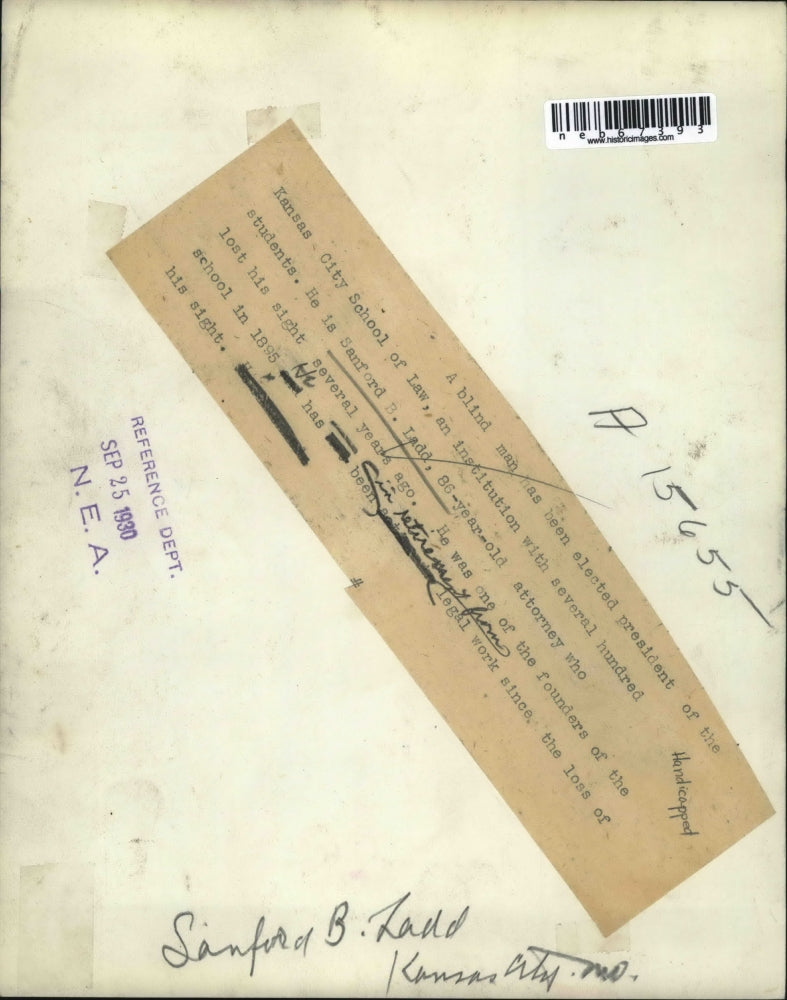 neb67393
www.historicimages.com
A blind man has been elected president of the
Kansas City School of Law, an institution with several hundred
students. He is Sanford B. Ladd, 86-year-old attorney who
lost his sight several years ago. He was one of the founders of the
school in 1895. He has been in retirement from legal work since the loss of
his sight.
#
Handicapped
A 15655
REFERENCE DEPT.
SEP 25 1930
N. E. A.
Sanford B. Ladd
Kansas City. Mo.